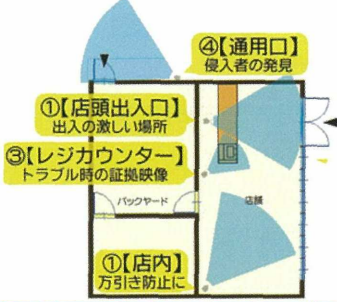 ④【通用口】
侵入者の発見
①【店頭出入口】
出入の激しい場所
③【レジカウンター】
トラブル時の証拠映像
バックヤード
店舗
①【店内】
万引き防止に